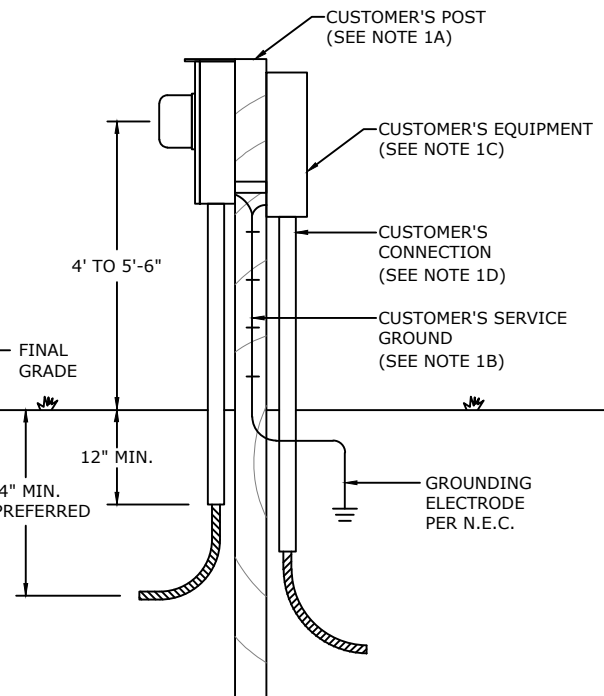 CUSTOMER'S POST
(SEE NOTE 1A)
CUSTOMER'S EQUIPMENT
(SEE NOTE 1C)
CUSTOMER'S
CONNECTION
(SEE NOTE 1D)
4' TO 5'-6"
CUSTOMER'S SERVICE
GROUND
(SEE NOTE 1B)
FINAL
GRADE
12" MIN.
4" MIN.
PREFERRED
GROUNDING
ELECTRODE
PER N.E.C.